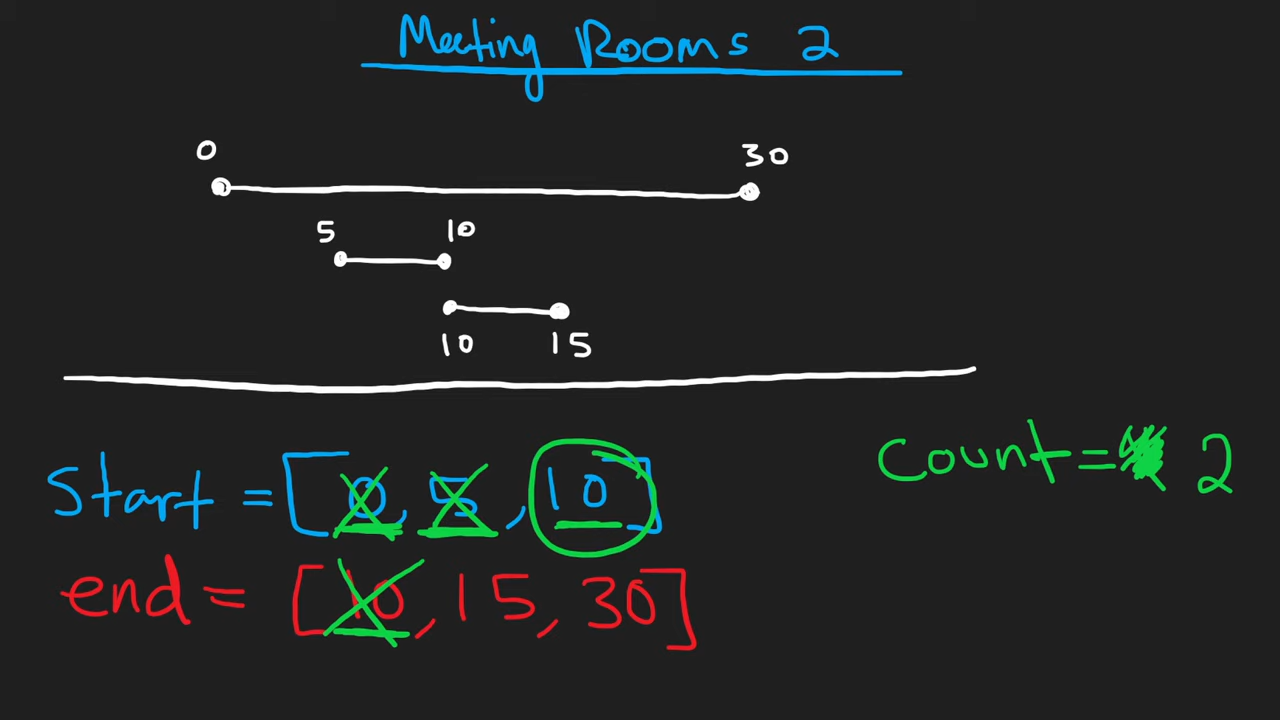 Meeting Rooms 2
0 30
5 10
10 15
count = 2
start = [0, 5, 10]
end = [10, 15, 30]